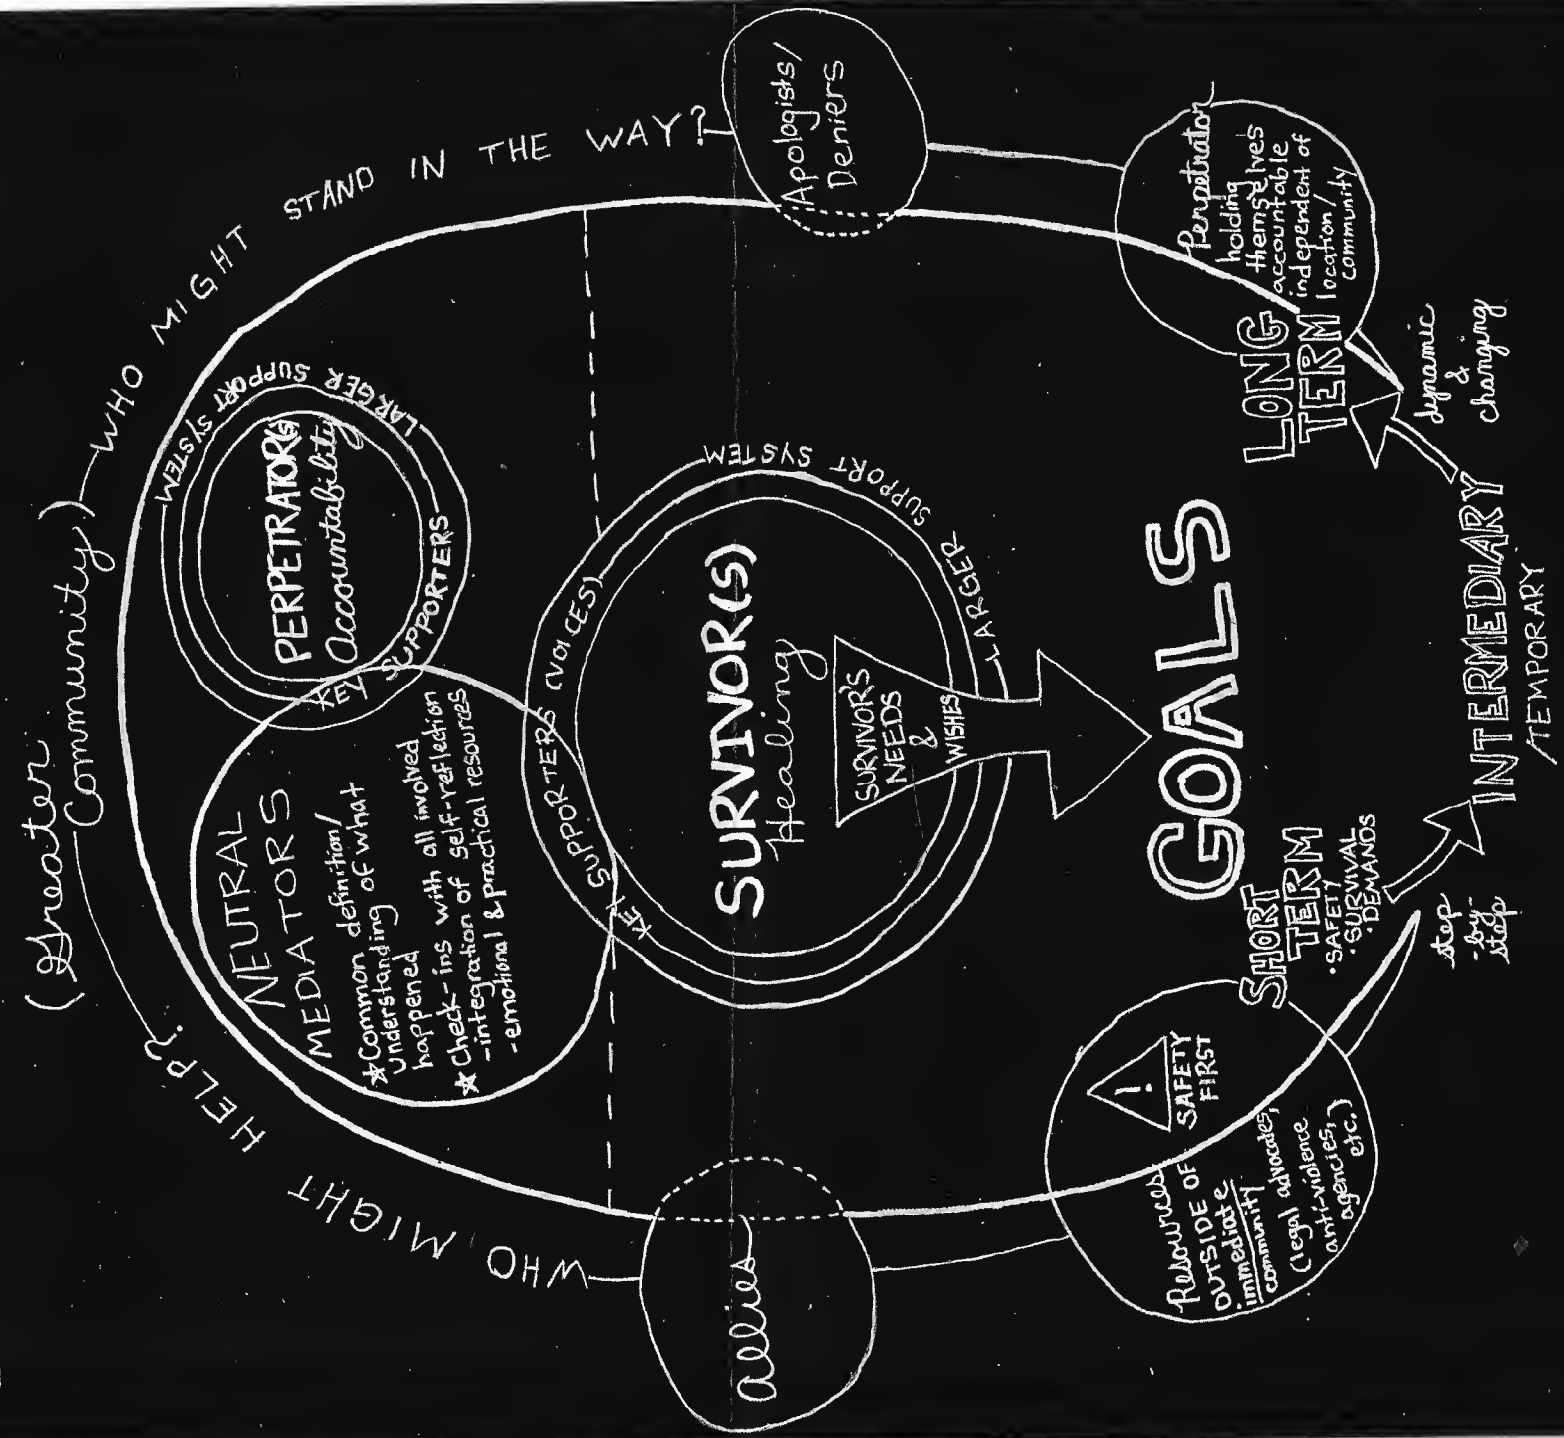 (Greater
Community)
WHO MIGHT HELP?
WHO MIGHT STAND IN THE WAY?
NEUTRAL
MEDIATORS
☆ Common definition/
understanding of what
happened
☆ Check-ins with all involved
-integration of self-reflection
-emotional & practical resources
PERPETRATOR(S)
Accountability
KEY SUPPORTERS
LARGER SUPPORT SYSTEM
KEY SUPPORTERS (VOICES)
LARGER SUPPORT SYSTEM
SURVIVOR(S)
Healing
SURVIVOR'S
NEEDS
&
WISHES
allies
Apologists/
Deniers
GOALS
Resources
OUTSIDE OF
immediate
community
(legal advocates,
anti-violence
agencies,
etc.)
!
SAFETY
FIRST
SHORT
TERM
• SAFETY
• SURVIVAL
• DEMANDS
step
-by-
step
INTERMEDIARY
/TEMPORARY
dynamic
&
changing
LONG
TERM
Perpetrator
holding
themselves
accountable
independent of
location/
community